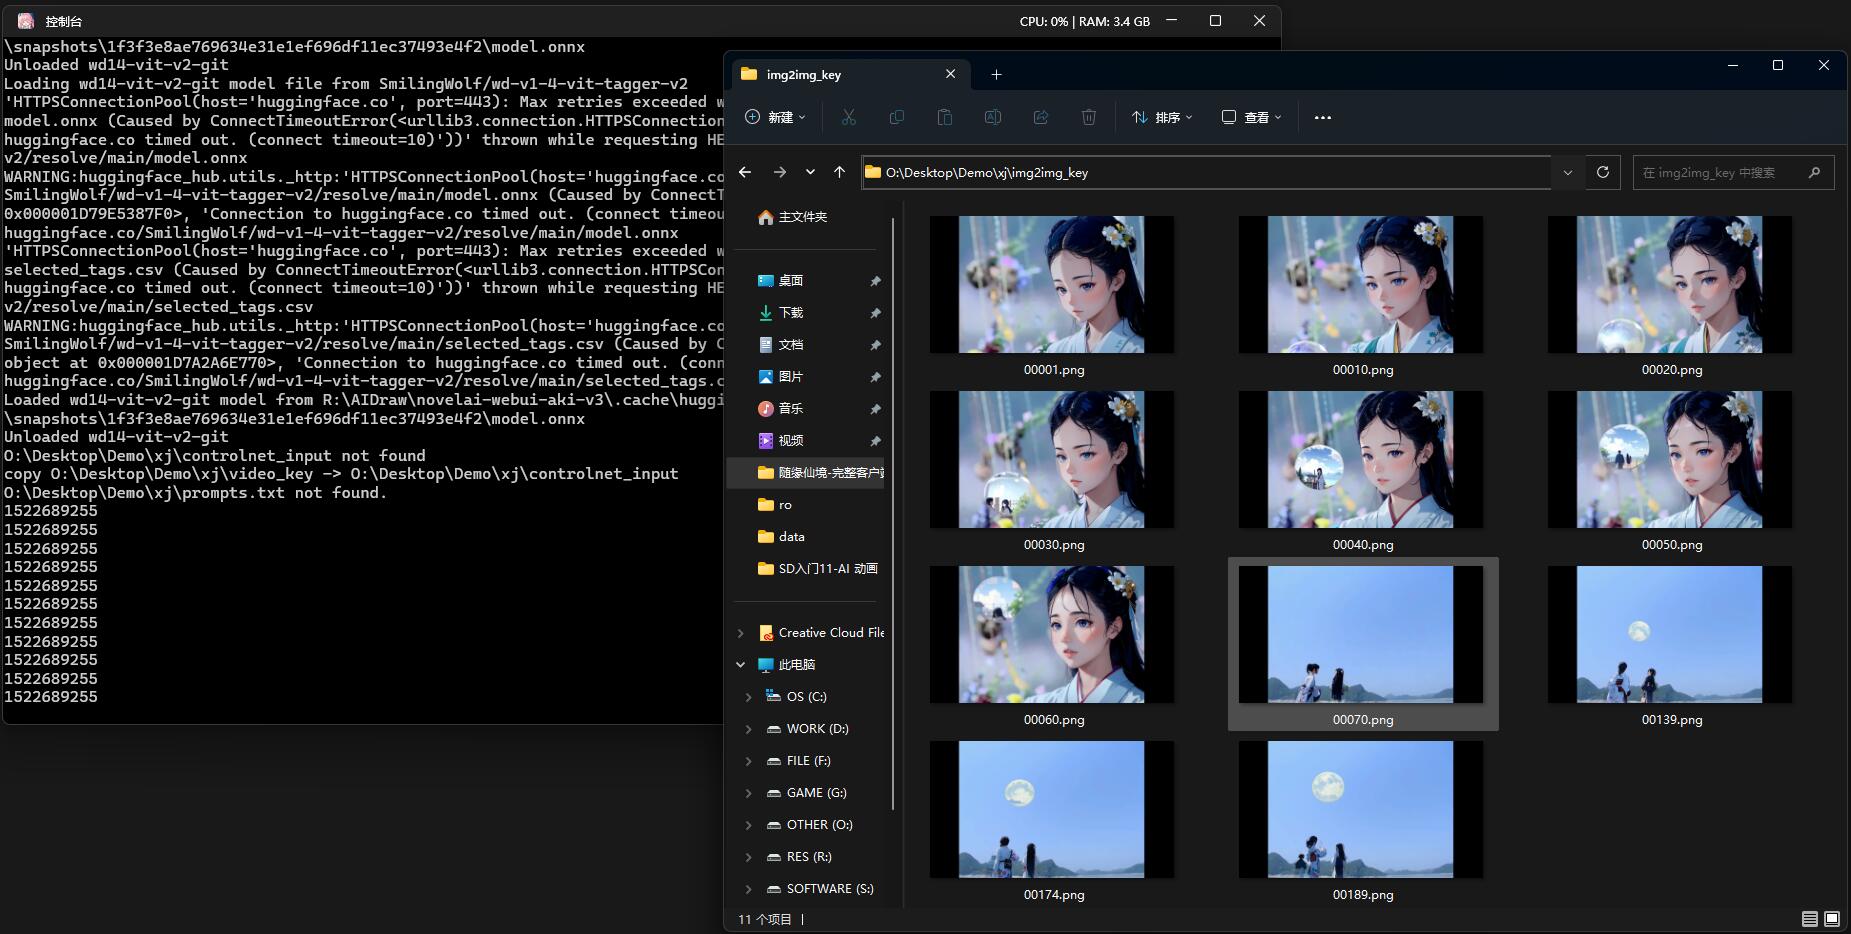 控制台
CPU: 0% | RAM: 3.4 GB
\snapshots\1f3f3e8ae769634e31e1ef696df11ec37493e4f2\model.onnx
Unloaded wd14-vit-v2-git
Loading wd14-vit-v2-git model file from SmilingWolf/wd-v1-4-vit-tagger-v2
'HTTPSConnectionPool(host='huggingface.co', port=443): Max retries exceeded w
model.onnx (Caused by ConnectTimeoutError(<urllib3.connection.HTTPSConnection
huggingface.co timed out. (connect timeout=10)'))' thrown while requesting HE
v2/resolve/main/model.onnx
WARNING:huggingface_hub.utils._http:'HTTPSConnectionPool(host='huggingface.co
SmilingWolf/wd-v1-4-vit-tagger-v2/resolve/main/model.onnx (Caused by ConnectT
0x000001D79E5387F0>, 'Connection to huggingface.co timed out. (connect timeou
huggingface.co/SmilingWolf/wd-v1-4-vit-tagger-v2/resolve/main/model.onnx
'HTTPSConnectionPool(host='huggingface.co', port=443): Max retries exceeded w
selected_tags.csv (Caused by ConnectTimeoutError(<urllib3.connection.HTTPSCon
huggingface.co timed out. (connect timeout=10)'))' thrown while requesting HE
v2/resolve/main/selected_tags.csv
WARNING:huggingface_hub.utils._http:'HTTPSConnectionPool(host='huggingface.co
SmilingWolf/wd-v1-4-vit-tagger-v2/resolve/main/selected_tags.csv (Caused by C
object at 0x000001D7A2A6E770>, 'Connection to huggingface.co timed out. (conn
huggingface.co/SmilingWolf/wd-v1-4-vit-tagger-v2/resolve/main/selected_tags.c
Loaded wd14-vit-v2-git model from R:\AIDraw\novelai-webui-aki-v3\.cache\huggi
\snapshots\1f3f3e8ae769634e31e1ef696df11ec37493e4f2\model.onnx
Unloaded wd14-vit-v2-git
O:\Desktop\Demo\xj\controlnet_input not found
copy O:\Desktop\Demo\xj\video_key -> O:\Desktop\Demo\xj\controlnet_input
O:\Desktop\Demo\xj\prompts.txt not found.
1522689255
1522689255
1522689255
1522689255
1522689255
1522689255
1522689255
1522689255
1522689255
1522689255
1522689255
img2img_key
新建
排序
查看
O:\Desktop\Demo\xj\img2img_key
在 img2img_key 中搜索
主文件夹
桌面
下载
文档
图片
音乐
视频
随缘仙境-完整客户端
ro
data
SD入门11-AI 动画
Creative Cloud File
此电脑
OS (C:)
WORK (D:)
FILE (F:)
GAME (G:)
OTHER (O:)
RES (R:)
SOFTWARE (S:)
00001.png
00010.png
00020.png
00030.png
00040.png
00050.png
00060.png
00070.png
00139.png
00174.png
00189.png
11 个项目